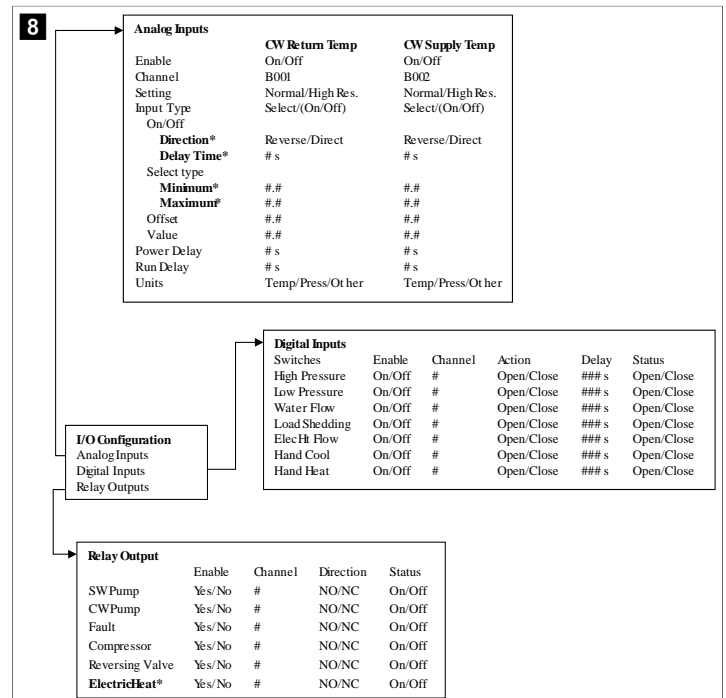 8
Analog Inputs
CW Return Temp CW Supply Temp
Enable On/Off On/Off
Channel B001 B002
Setting Normal/High Res. Normal/High Res.
Input Type Select/(On/Off) Select/(On/Off)
On/Off
Direction* Reverse/Direct Reverse/Direct
Delay Time* # s # s
Select type
Minimum* #.# #.#
Maximum* #.# #.#
Offset #.# #.#
Value #.# #.#
Power Delay # s # s
Run Delay # s # s
Units Temp/Press/Other Temp/Press/Other
Digital Inputs
Switches Enable Channel Action Delay Status
High Pressure On/Off # Open/Close ### s Open/Close
Low Pressure On/Off # Open/Close ### s Open/Close
Water Flow On/Off # Open/Close ### s Open/Close
Load Shedding On/Off # Open/Close ### s Open/Close
Elec Ht Flow On/Off # Open/Close ### s Open/Close
Hand Cool On/Off # Open/Close ### s Open/Close
Hand Heat On/Off # Open/Close ### s Open/Close
I/O Configuration
Analog Inputs
Digital Inputs
Relay Outputs
Relay Output
Enable Channel Direction Status
SW Pump Yes/No # NO/NC On/Off
CW Pump Yes/No # NO/NC On/Off
Fault Yes/No # NO/NC On/Off
Compressor Yes/No # NO/NC On/Off
Reversing Valve Yes/No # NO/NC On/Off
Electric Heat* Yes/No # NO/NC On/Off